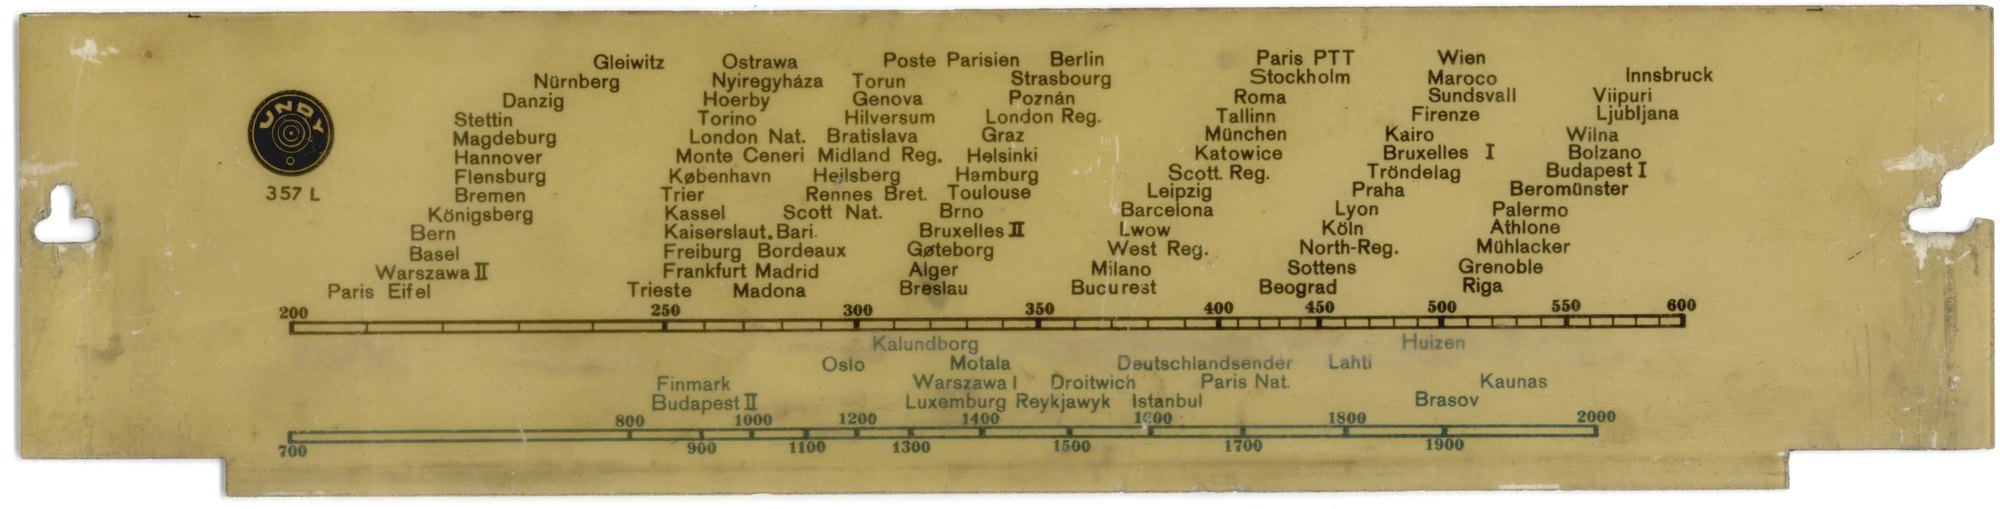 Gleiwitz Ostrawa Poste Parisien Berlin Paris PTT Wien
Nürnberg Nyiregyháza Torun Strasbourg Stockholm Maroco Innsbruck
Danzig Hoerby Genova Poznán Roma Sundsvall Viipuri
Stettin Torino Hilversum London Reg. Tallinn Firenze Ljubljana
UNDY
Magdeburg London Nat. Bratislava Graz München Kairo Wilna
Hannover Monte Ceneri Midland Reg. Helsinki Katowice Bruxelles I Bolzano
Flensburg København Heilsberg Hamburg Scott. Reg. Tröndelag Budapest I
357 L
Bremen Trier Rennes Bret. Toulouse Leipzig Praha Beromünster
Königsberg Kassel Scott Nat. Brno Barcelona Lyon Palermo
Bern Kaiserslaut. Bari Bruxelles II Lwow Köln Athlone
Basel Freiburg Bordeaux Gøteborg West Reg. North-Reg. Mühlacker
Warszawa II Frankfurt Madrid Alger Milano Sottens Grenoble
Paris Eifel Trieste Madona Breslau Bucurest Beograd Riga
200 250 300 350 400 450 500 550 600
Kalundborg Huizen
Oslo Motala Deutschlandsender Lahti
Finmark Warszawa I Droitwich Paris Nat. Kaunas
Budapest II Luxemburg Reykjawyk Istanbul Brasov
800 1000 1200 1400 1600 1800 2000
700 900 1100 1300 1500 1700 1900